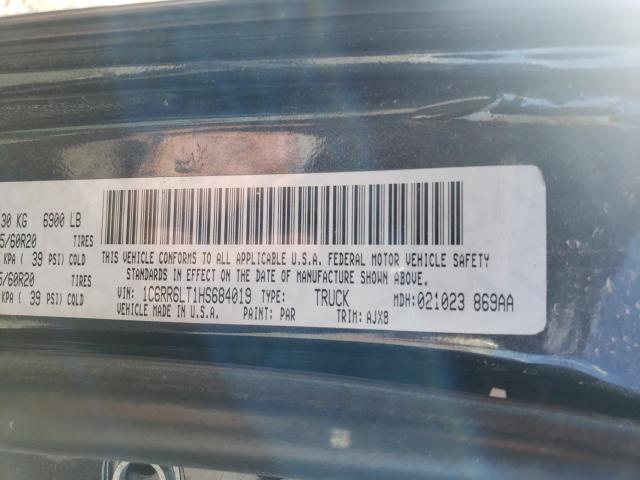 30 KG 6900 LB
5/60R20 TIRES
KPA ( 39 PSI) COLD
5/60R20 TIRES
KPA ( 39 PSI) COLD
THIS VEHICLE CONFORMS TO ALL APPLICABLE U.S.A. FEDERAL MOTOR VEHICLE SAFETY
STANDARDS IN EFFECT ON THE DATE OF MANUFACTURE SHOWN ABOVE.
VIN: 1C6RR6LT1HS684019 TYPE: TRUCK MDH: 021023 869AA
VEHICLE MADE IN U.S.A. PAINT: PAR TRIM: AJX8